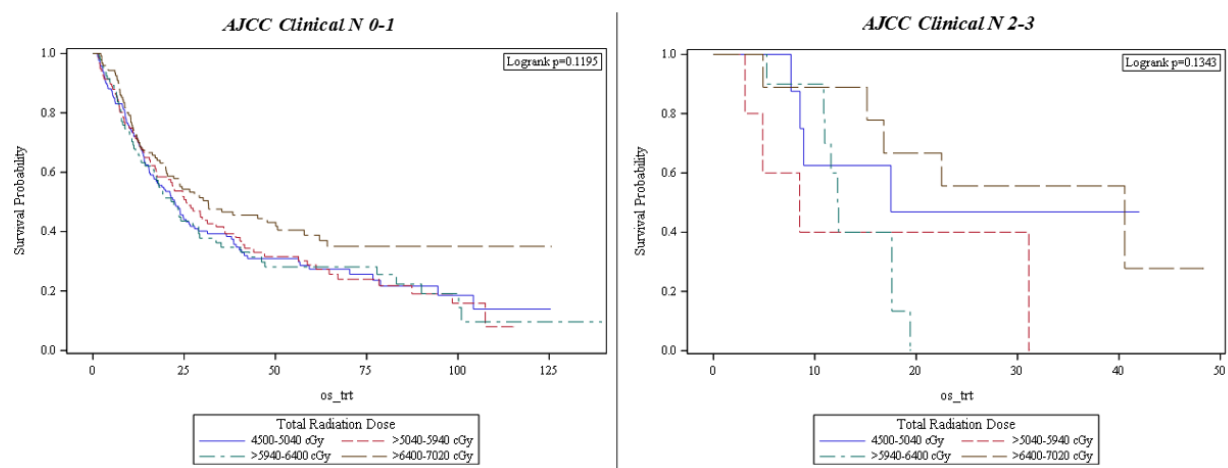 AJCC Clinical N 0-1
1.0
0.8
0.6
0.4
0.2
0.0
Survival Probability
Logrank p=0.1195
0 25 50 75 100 125
os_trt
Total Radiation Dose
4500-5040 cGy >5040-5940 cGy
>5940-6400 cGy >6400-7020 cGy
AJCC Clinical N 2-3
1.0
0.8
0.6
0.4
0.2
0.0
Survival Probability
Logrank p=0.1343
0 10 20 30 40 50
os_trt
Total Radiation Dose
4500-5040 cGy >5040-5940 cGy
>5940-6400 cGy >6400-7020 cGy